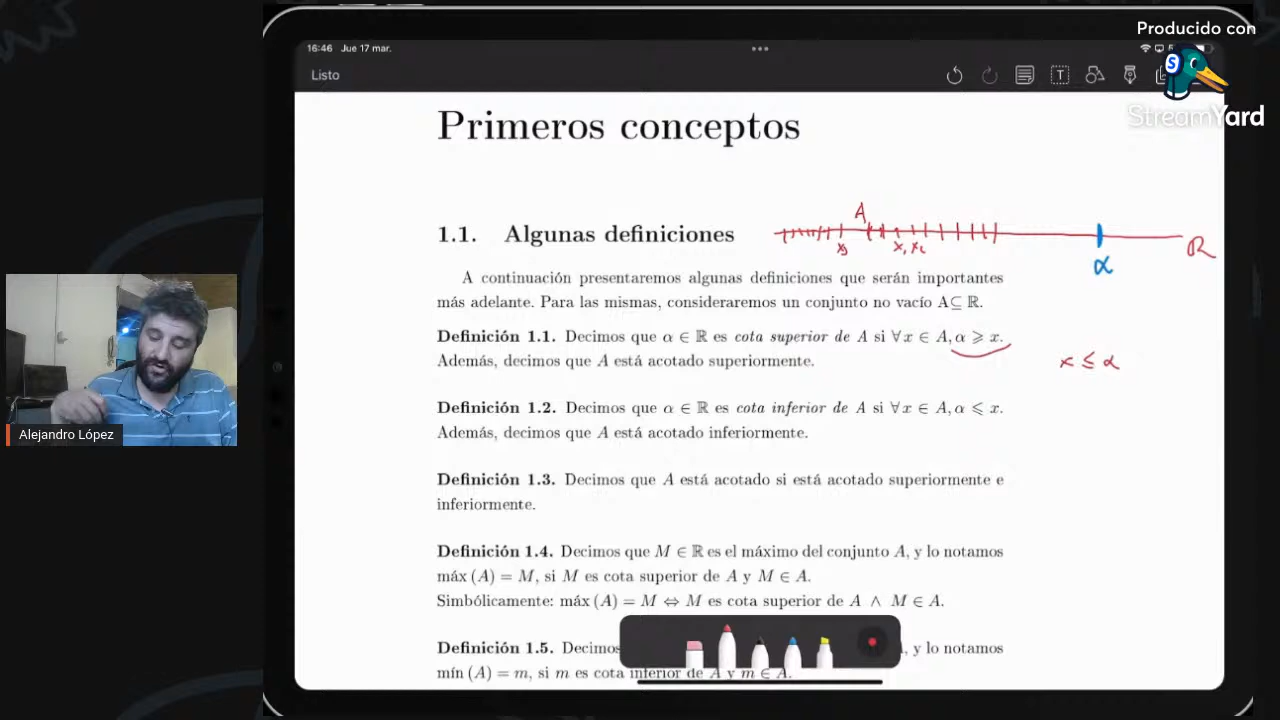 Producido con
StreamYard
16:46 Jue 17 mar.
Listo
T
S
Primeros conceptos
A
ℝ
x₃
x₁ x₂
α
1.1. Algunas definiciones
A continuación presentaremos algunas definiciones que serán importantes
más adelante. Para las mismas, consideraremos un conjunto no vacío A⊆ ℝ.
Definición 1.1. Decimos que α ∈ ℝ es cota superior de A si ∀x ∈ A, α ⩾ x.
Además, decimos que A está acotado superiormente.
x ≤ α
Definición 1.2. Decimos que α ∈ ℝ es cota inferior de A si ∀x ∈ A, α ⩽ x.
Además, decimos que A está acotado inferiormente.
Alejandro López
Definición 1.3. Decimos que A está acotado si está acotado superiormente e
inferiormente.
Definición 1.4. Decimos que M ∈ ℝ es el máximo del conjunto A, y lo notamos
máx (A) = M, si M es cota superior de A y M ∈ A.
Simbólicamente: máx (A) = M ⇔ M es cota superior de A ∧ M ∈ A.
Definición 1.5. Decimos , y lo notamos
mín (A) = m, si m es cota inferior de A y m ∈ A.